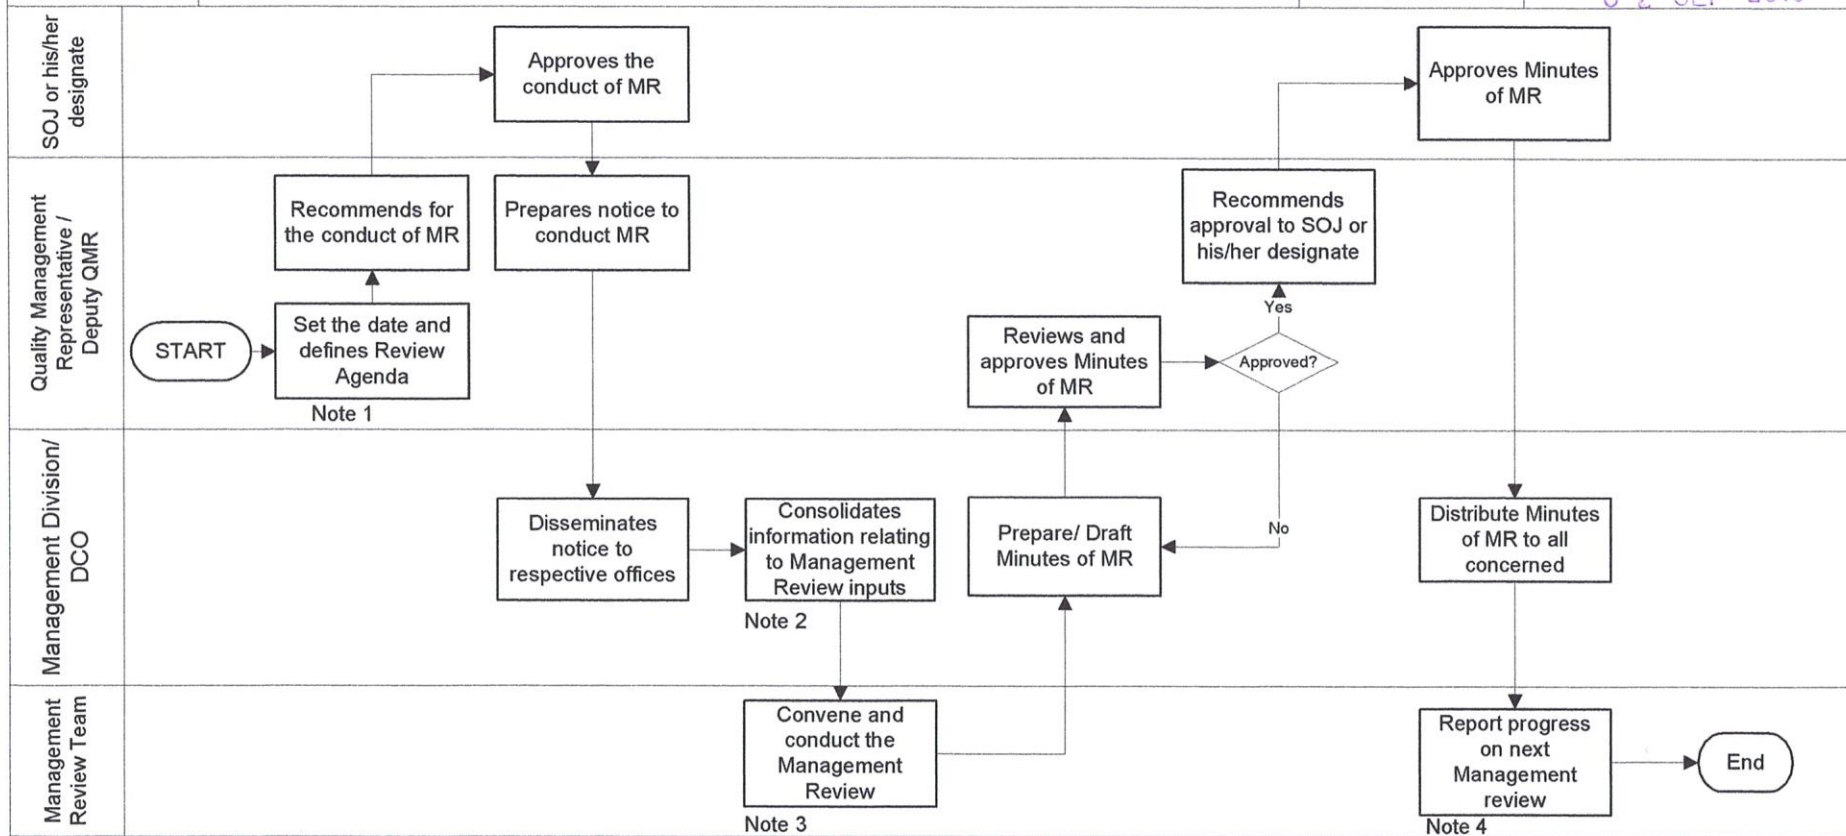 SOJ or his/her
designate
Approves the
conduct of MR
Approves Minutes
of MR
Quality Management
Representative /
Deputy QMR
START
Set the date and
defines Review
Agenda
Note 1
Recommends for
the conduct of MR
Prepares notice to
conduct MR
Reviews and
approves Minutes
of MR
Approved?
Yes
No
Recommends
approval to SOJ or
his/her designate
Management Division/
DCO
Disseminates
notice to
respective offices
Consolidates
information relating
to Management
Review inputs
Note 2
Prepare/ Draft
Minutes of MR
Distribute Minutes
of MR to all
concerned
Management
Review Team
Convene and
conduct the
Management
Review
Note 3
Report progress
on next
Management
review
Note 4
End